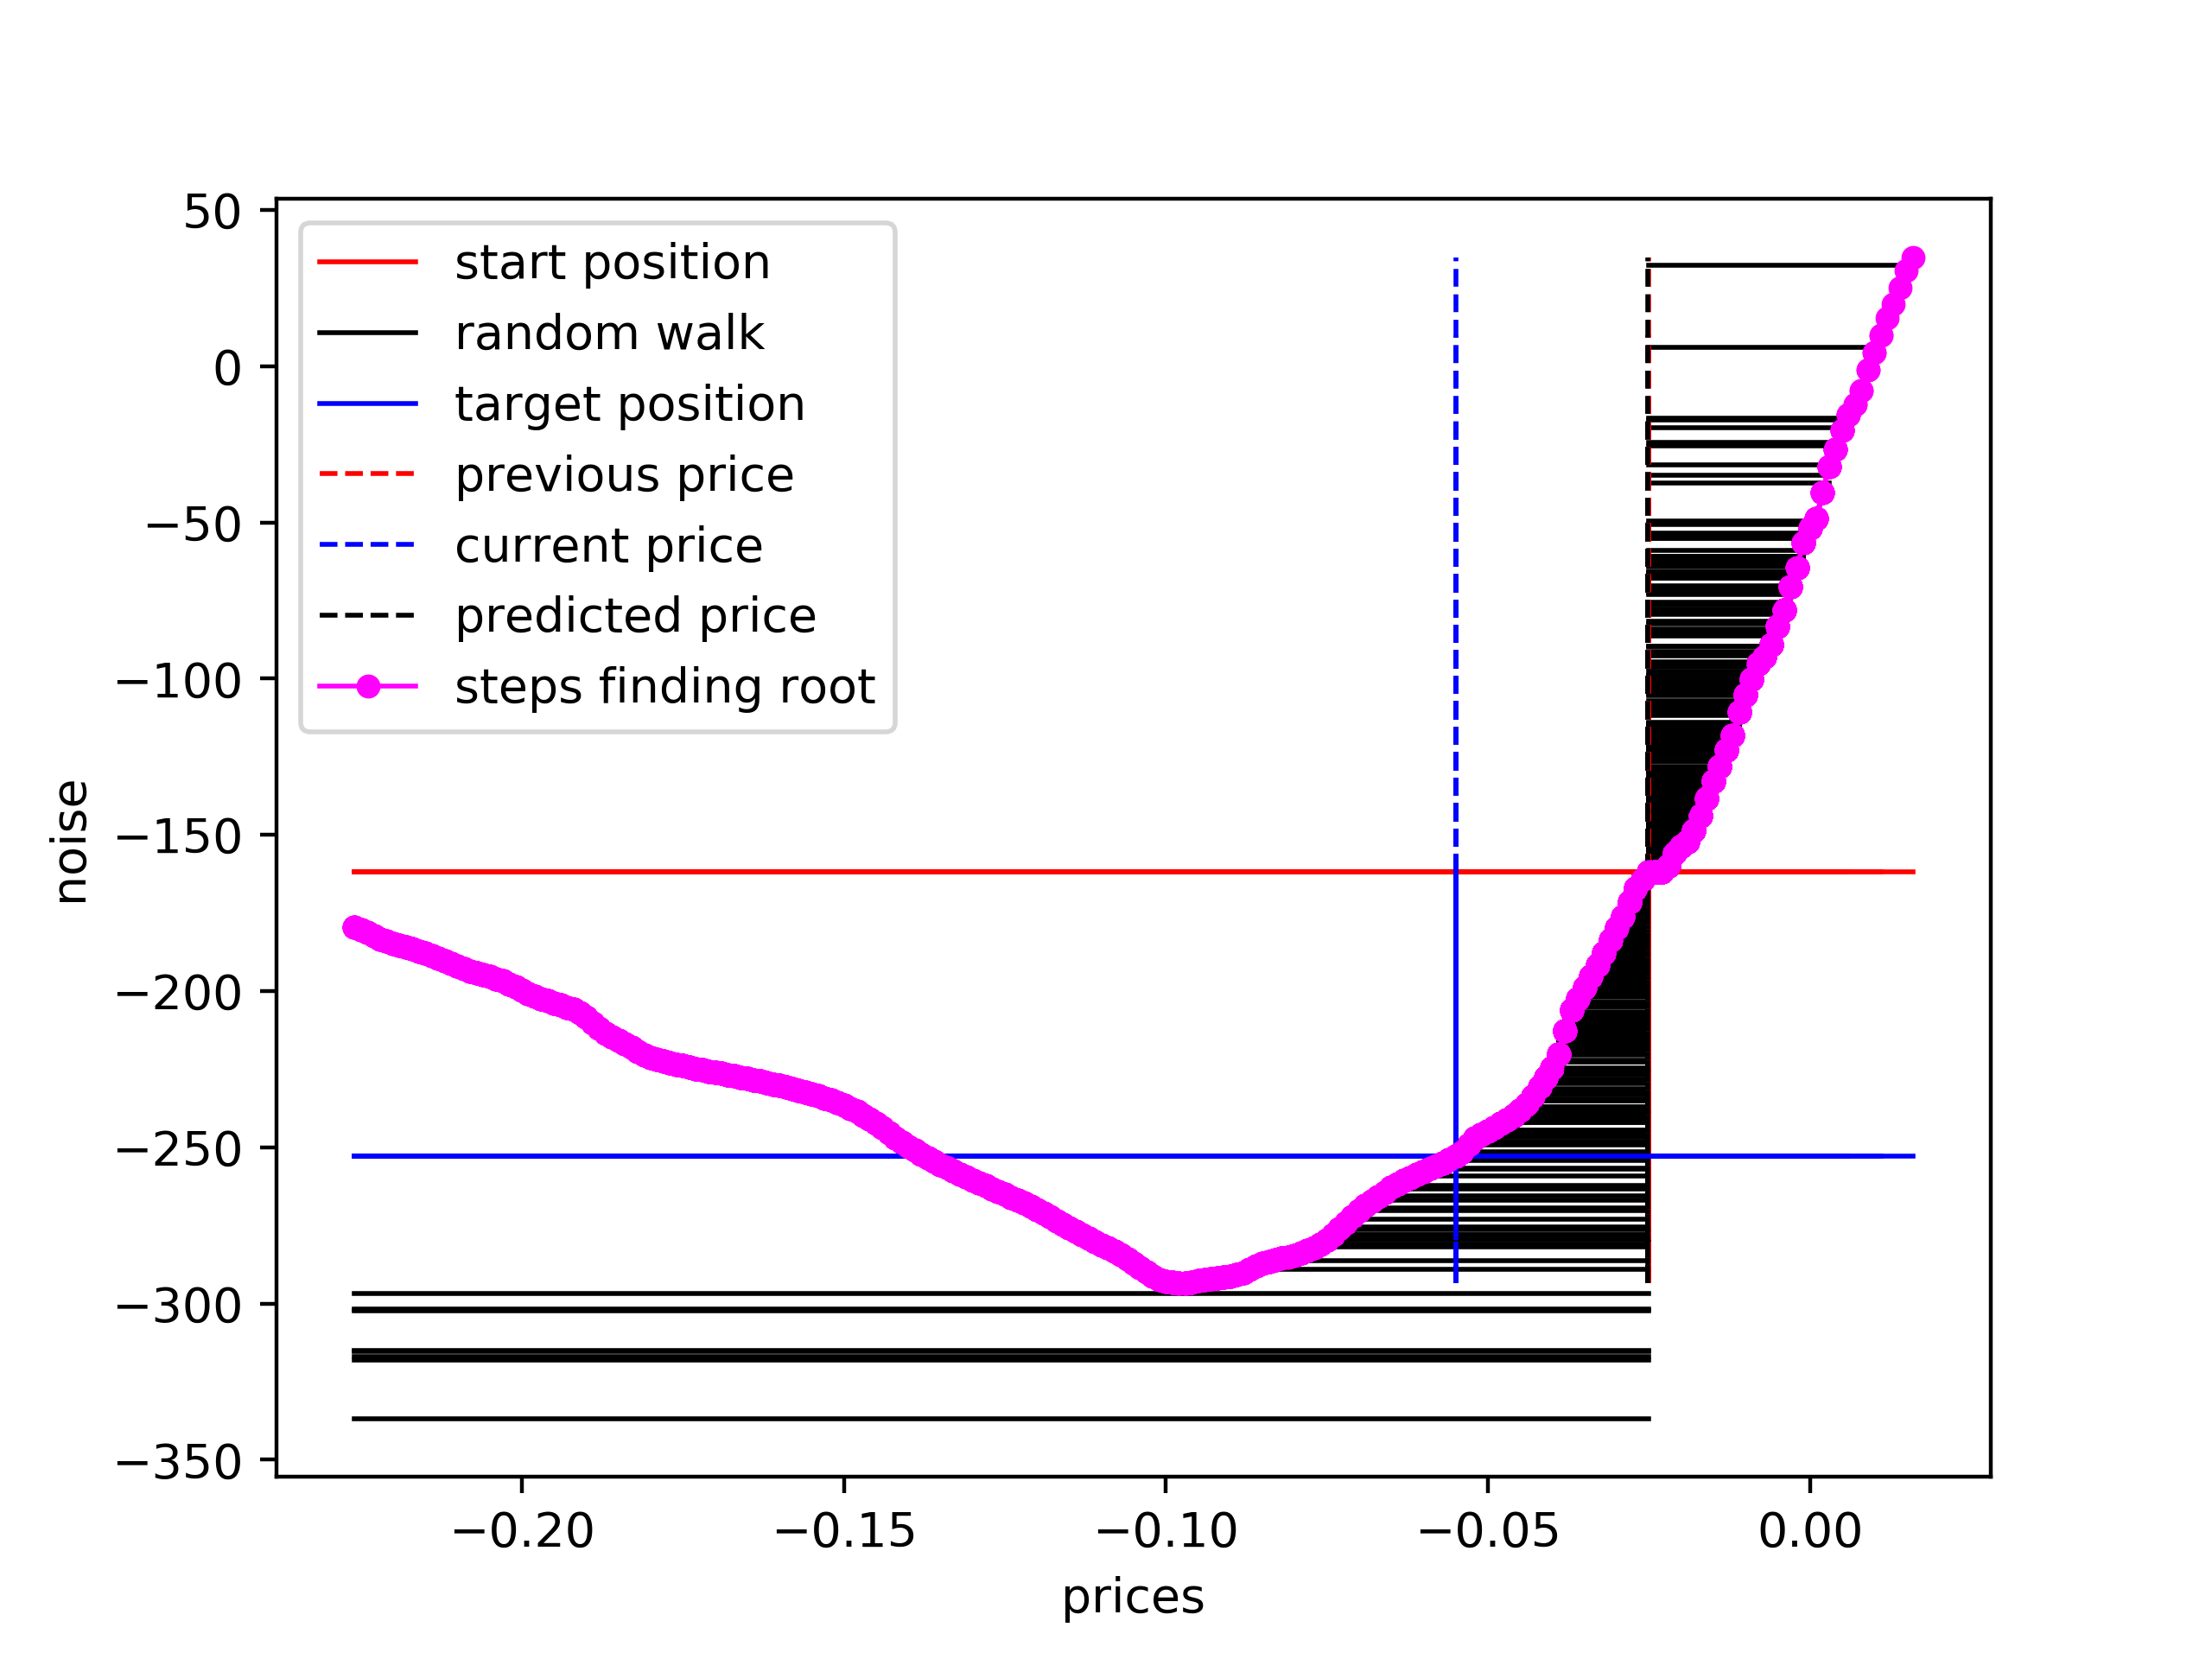 start position
random walk
target position
previous price
current price
predicted price
steps finding root
50
0
−50
−100
−150
−200
−250
−300
−350
noise
−0.20 −0.15 −0.10 −0.05 0.00
prices